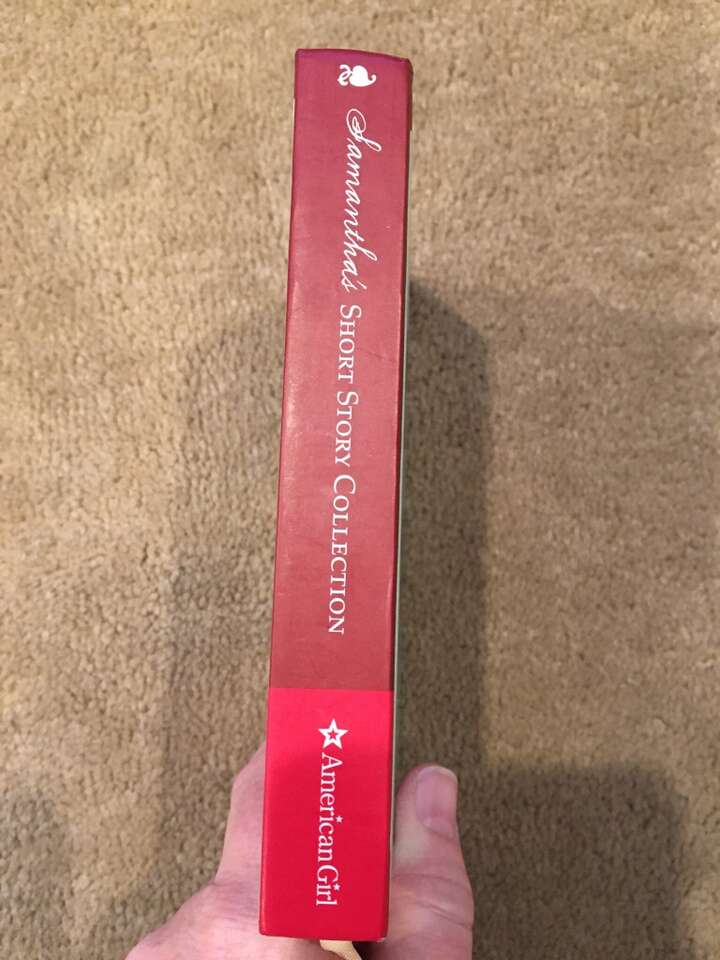 Samantha's SHORT STORY COLLECTION
American Girl